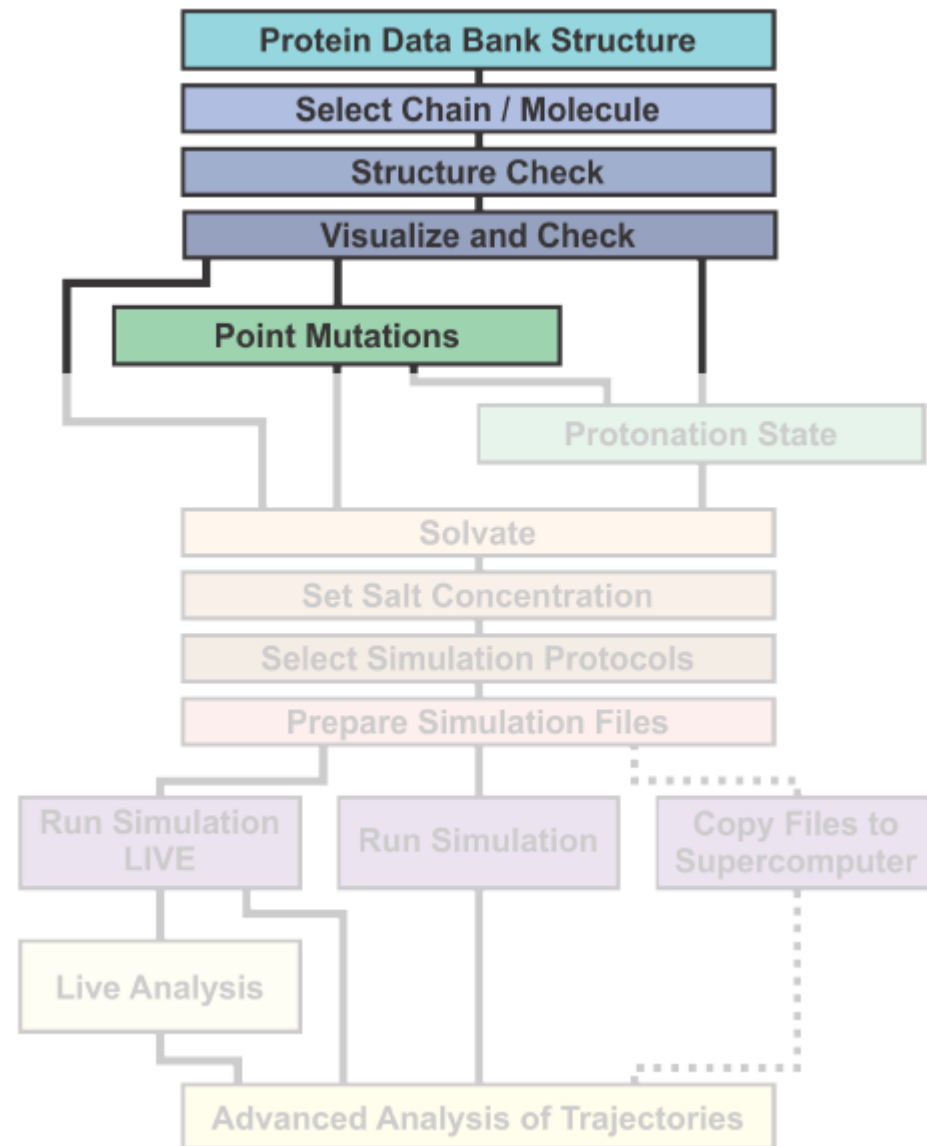 Protein Data Bank Structure
Select Chain / Molecule
Structure Check
Visualize and Check
Point Mutations
Protonation State
Solvate
Set Salt Concentration
Select Simulation Protocols
Prepare Simulation Files
Run Simulation
LIVE
Run Simulation
Copy Files to
Supercomputer
Live Analysis
Advanced Analysis of Trajectories